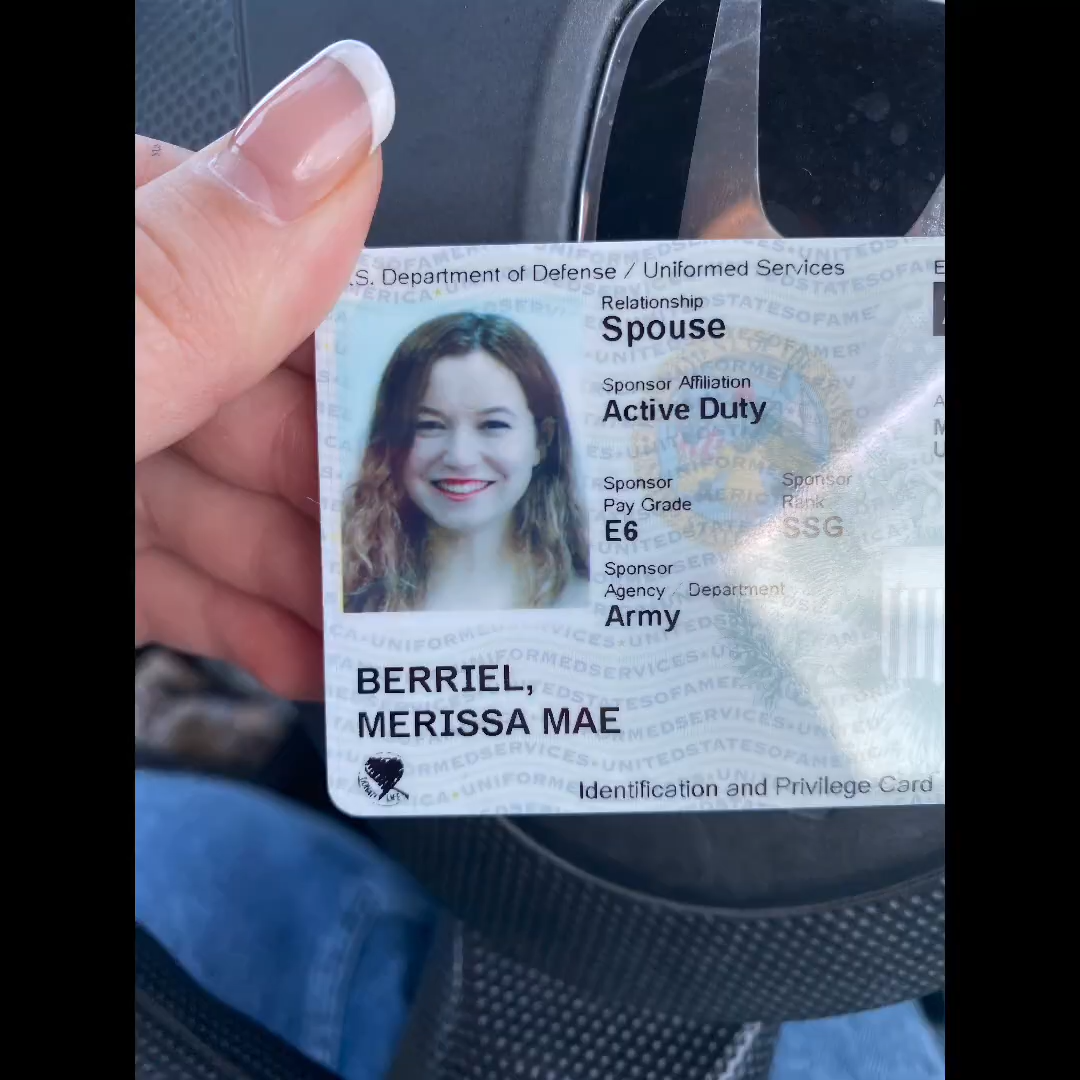 .S. Department of Defense / Uniformed Services
Relationship
Spouse
Sponsor Affiliation
Active Duty
Sponsor
Pay Grade
E6
Sponsor
Rank
SSG
Sponsor
Agency / Department
Army
BERRIEL,
MERISSA MAE
Identification and Privilege Card